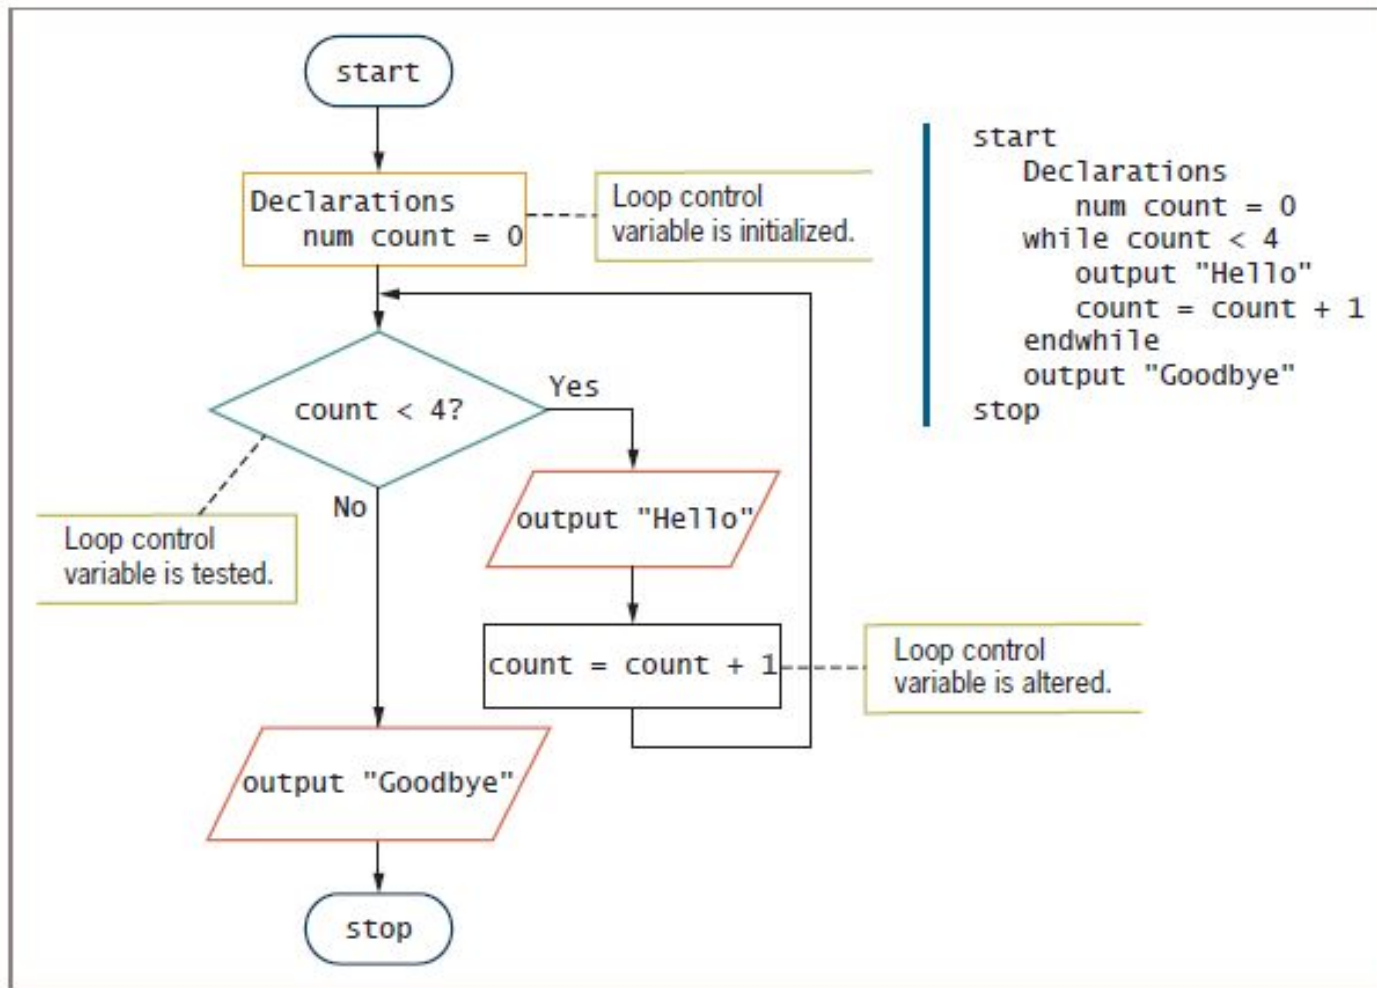 start
Declarations
num count = 0
Loop control
variable is initialized.
count < 4?
Yes
No
Loop control
variable is tested.
output "Hello"
count = count + 1
Loop control
variable is altered.
output "Goodbye"
stop
start
Declarations
num count = 0
while count < 4
output "Hello"
count = count + 1
endwhile
output "Goodbye"
stop